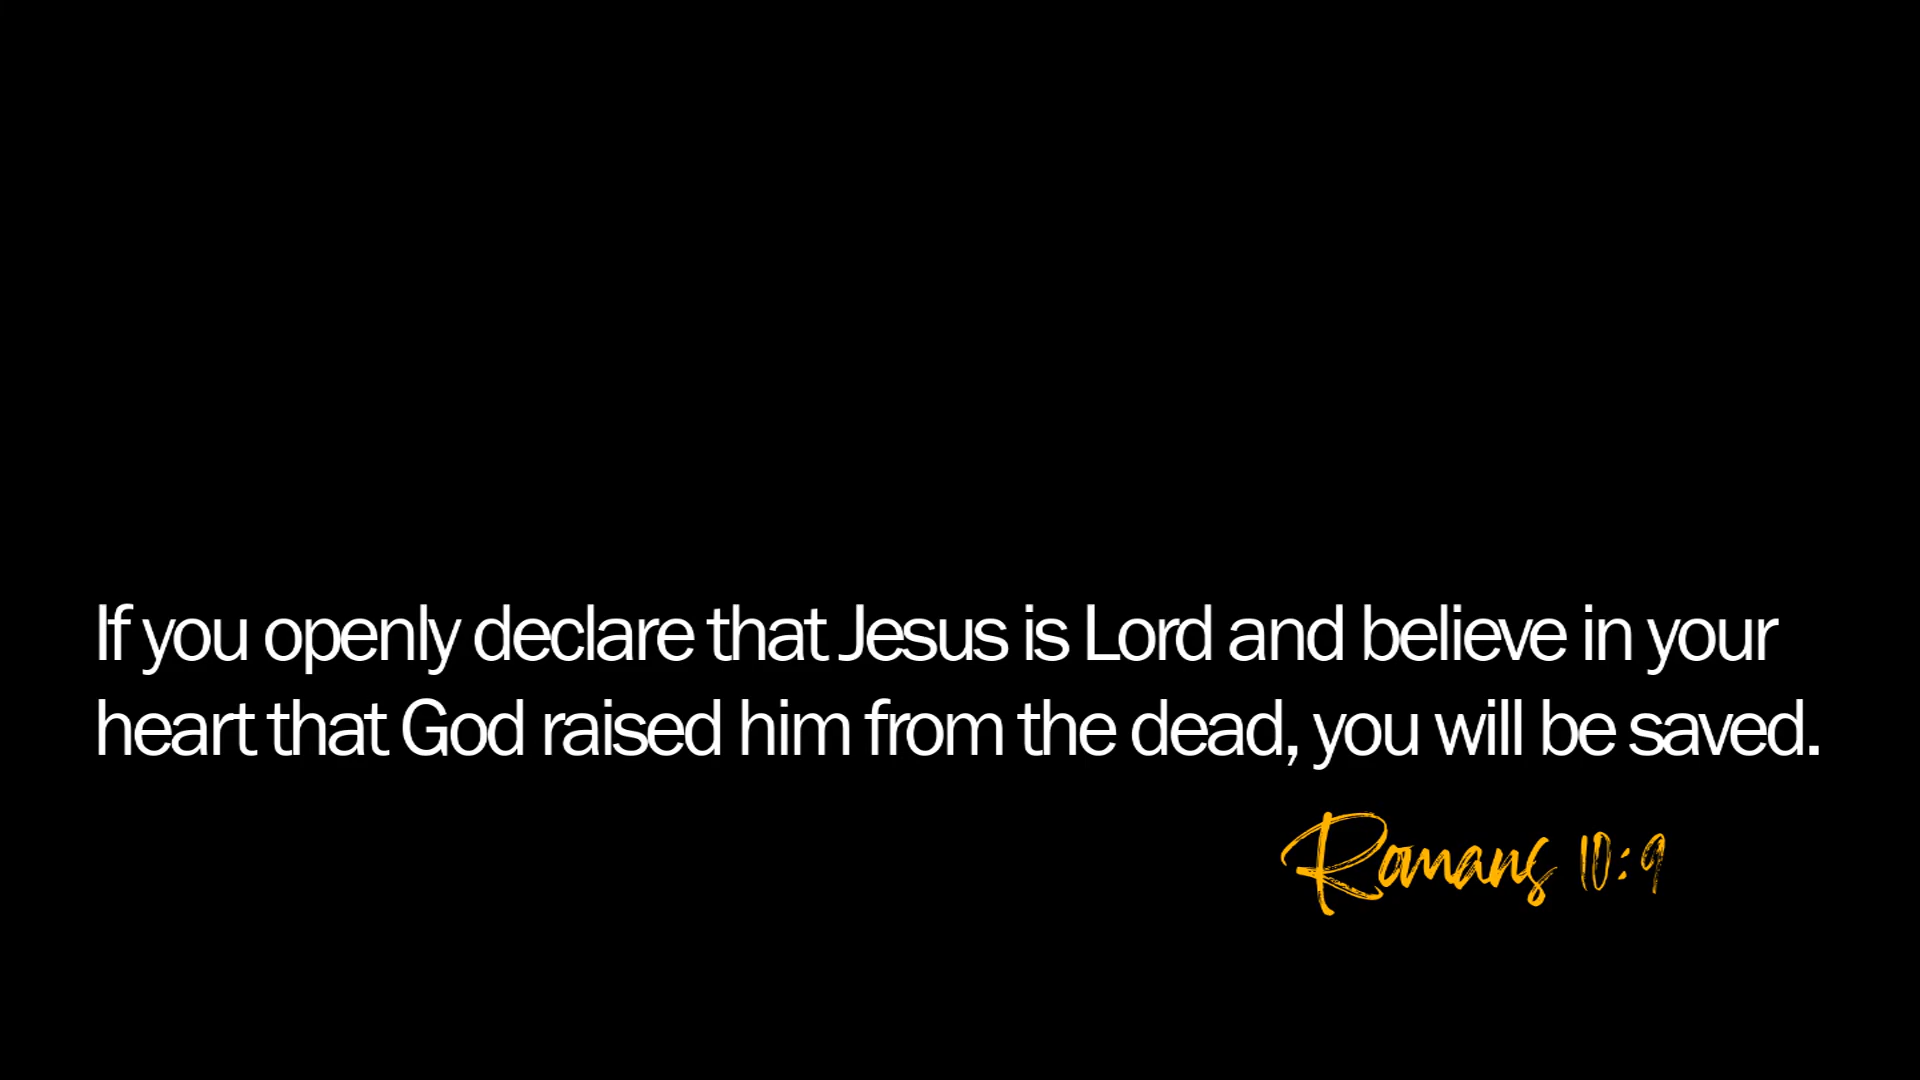 If you openly declare that Jesus is Lord and believe in your
heart that God raised him from the dead, you will be saved.
Romans 10:9